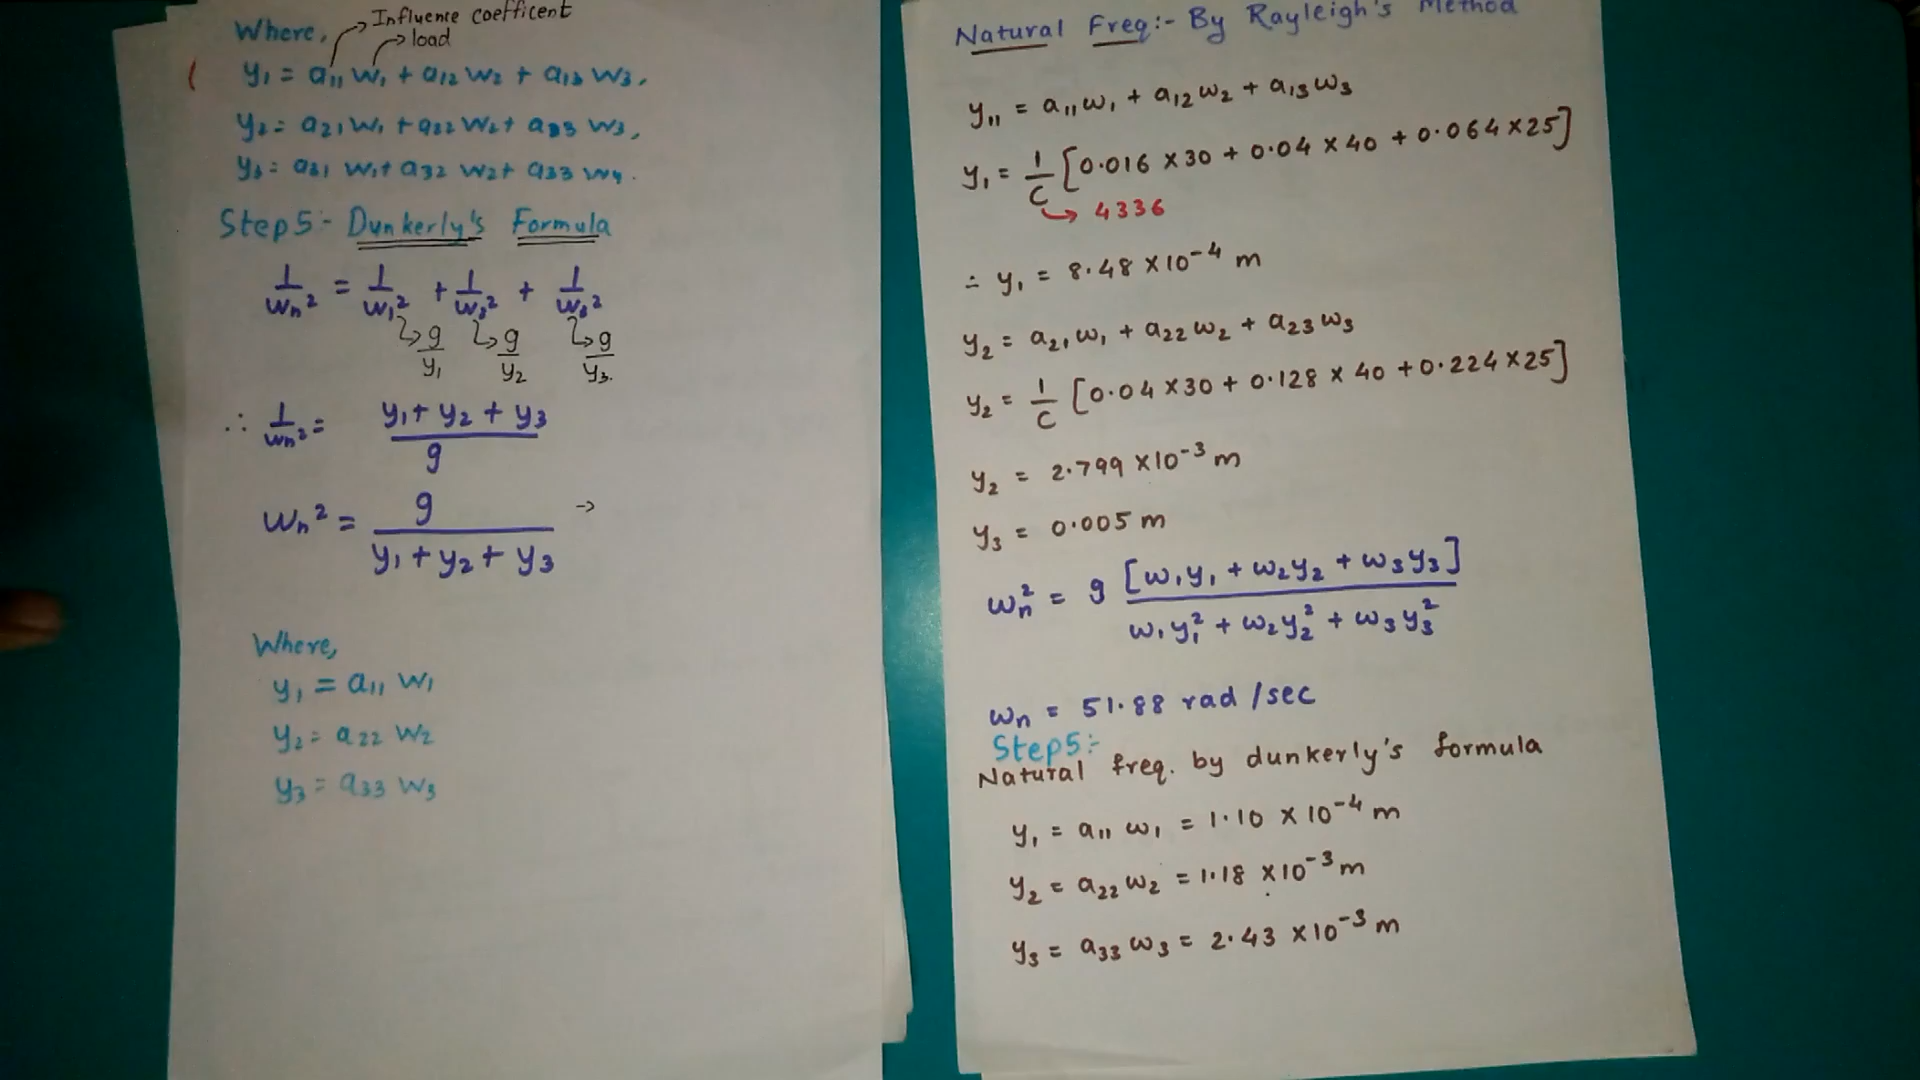 Where,
Influence coefficent
load
y₁ = a₁₁ w₁ + a₁₂ w₂ + a₁₃ w₃,
y₂ = a₂₁ w₁ + a₂₂ w₂ + a₂₃ w₃,
y₃ = a₃₁ w₁ + a₃₂ w₂ + a₃₃ w₄.
Step 5 :- Dunkerly's Formula
1/wₙ² = 1/w₁² + 1/w₂² + 1/w₃²
g/y₁ g/y₂ g/y₃.
∴ 1/wₙ² = (y₁ + y₂ + y₃)/g
wₙ² = g/(y₁ + y₂ + y₃) →
Where,
y₁ = a₁₁ w₁
y₂ = a₂₂ w₂
y₃ = a₃₃ w₃
Natural Freq :- By Rayleigh's Method
y₁₁ = a₁₁ω₁ + a₁₂ω₂ + a₁₃ω₃
y₁ = 1/C [0.016 × 30 + 0.04 × 40 + 0.064 × 25]
→ 4336
∴ y₁ = 8.48 × 10⁻⁴ m
y₂ = a₂₁ω₁ + a₂₂ω₂ + a₂₃ω₃
y₂ = 1/C [0.04 × 30 + 0.128 × 40 + 0.224 × 25]
y₂ = 2.799 × 10⁻³ m
y₃ = 0.005 m
ωₙ² = g [ω₁y₁ + ω₂y₂ + ω₃y₃]/ω₁y₁² + ω₂y₂² + ω₃y₃²
ωₙ = 51.88 rad /sec
Step 5 :-
Natural freq. by dunkerly's formula
y₁ = a₁₁ ω₁ = 1.10 × 10⁻⁴ m
y₂ = a₂₂ ω₂ = 1.18 × 10⁻³ m
y₃ = a₃₃ ω₃ = 2.43 × 10⁻³ m